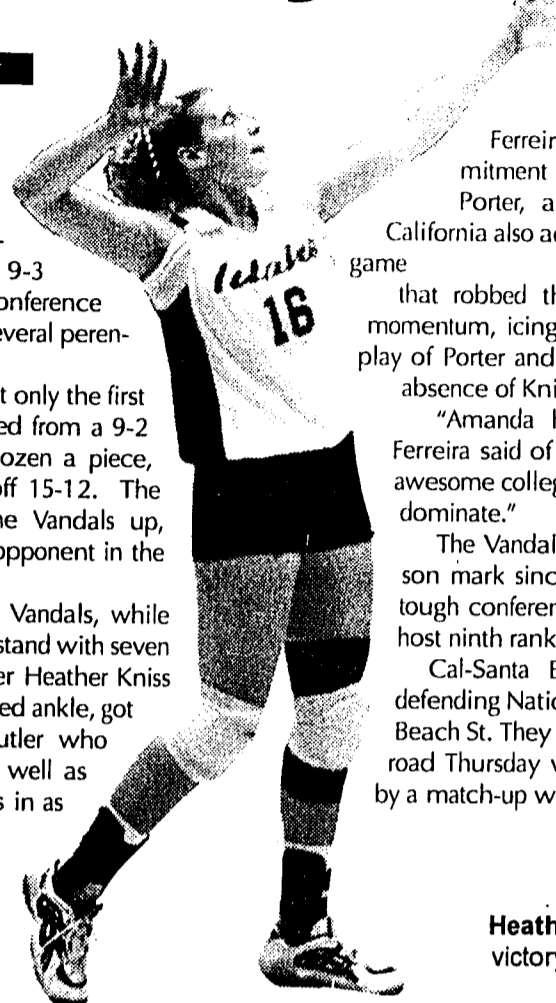 9-3
onference
everal peren-
t only the first
ed from a 9-2
ozen a piece,
off 15-12. The
ne Vandals up,
opponent in the
Vandals, while
stand with seven
er Heather Kniss
ed ankle, got
utler who
well as
s in as
Idaho
16
Ferreir
mitment
Porter, a
California also a
game
that robbed th
momentum, icing
play of Porter and
absence of Kni
"Amanda
Ferreira said of
awesome colleg
dominate."
The Vandal
son mark sinc
tough conferen
host ninth rank
Cal-Santa
defending Natio
Beach St. They
road Thursday
by a match-up w
Heath
victory